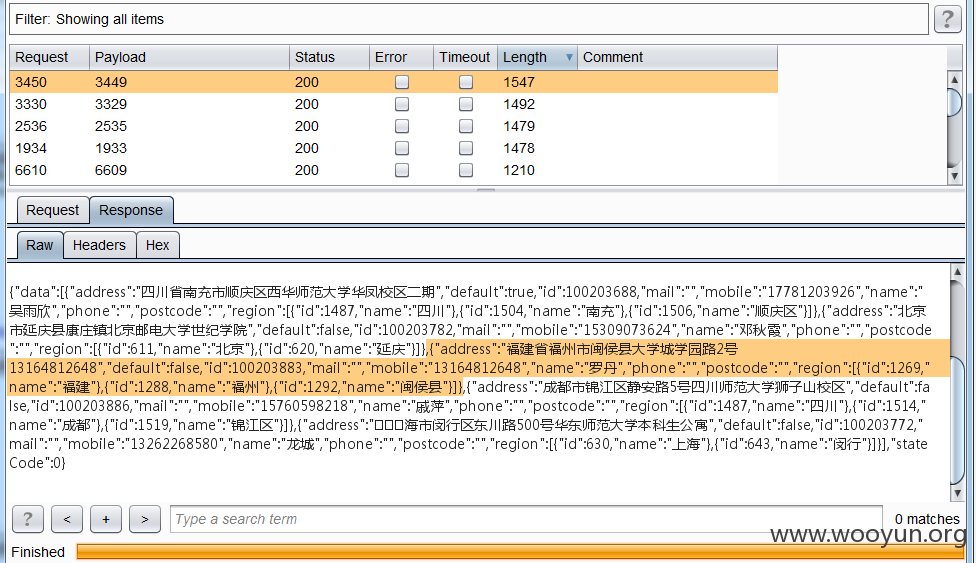 Filter: Showing all items
?
Request Payload Status Error Timeout Length Comment
3450 3449 200 1547
3330 3329 200 1492
2536 2535 200 1479
1934 1933 200 1478
6610 6609 200 1210
Request Response
Raw Headers Hex
{"data":[{"address":"四川省南充市顺庆区西华师范大学华凤校区二期","default":true,"id":100203688,"mail":"","mobile":"17781203926","name":"
吴雨欣","phone":"","postcode":"","region":[{"id":1487,"name":"四川"},{"id":1504,"name":"南充"},{"id":1506,"name":"顺庆区"}]},{"address":"北京
市延庆县康庄镇北京邮电大学世纪学院","default":false,"id":100203782,"mail":"","mobile":"15309073624","name":"邓秋霞","phone":"","postcode
":"","region":[{"id":611,"name":"北京"},{"id":620,"name":"延庆"}]},{"address":"福建省福州市闽侯县大学城学园路2号
13164812648","default":false,"id":100203883,"mail":"","mobile":"13164812648","name":"罗丹","phone":"","postcode":"","region":[{"id":1269,
"name":"福建"},{"id":1288,"name":"福州"},{"id":1292,"name":"闽侯县"}]},{"address":"成都市锦江区静安路5号四川师范大学狮子山校区","default":fa
lse,"id":100203886,"mail":"","mobile":"15760598218","name":"戚萍","phone":"","postcode":"","region":[{"id":1487,"name":"四川"},{"id":1514,
"name":"成都"},{"id":1519,"name":"锦江区"}]},{"address":"□□□海市闵行区东川路500号华东师范大学本科生公寓","default":false,"id":100203772,"
mail":"","mobile":"13262268580","name":"龙城","phone":"","postcode":"","region":[{"id":630,"name":"上海"},{"id":643,"name":"闵行"}]}],"state
Code":0}
? < + > Type a search term 0 matches
www.wooyun.org
Finished